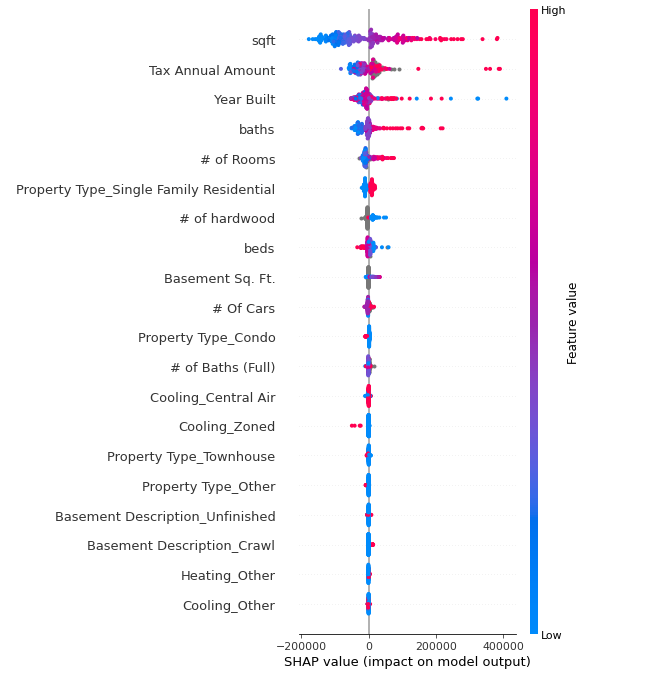 High
sqft
Tax Annual Amount
Year Built
baths
# of Rooms
Property Type_Single Family Residential
# of hardwood
beds
Basement Sq. Ft.
# Of Cars
Property Type_Condo
# of Baths (Full)
Cooling_Central Air
Cooling_Zoned
Property Type_Townhouse
Property Type_Other
Basement Description_Unfinished
Basement Description_Crawl
Heating_Other
Cooling_Other
Feature value
Low
−200000 0 200000 400000
SHAP value (impact on model output)